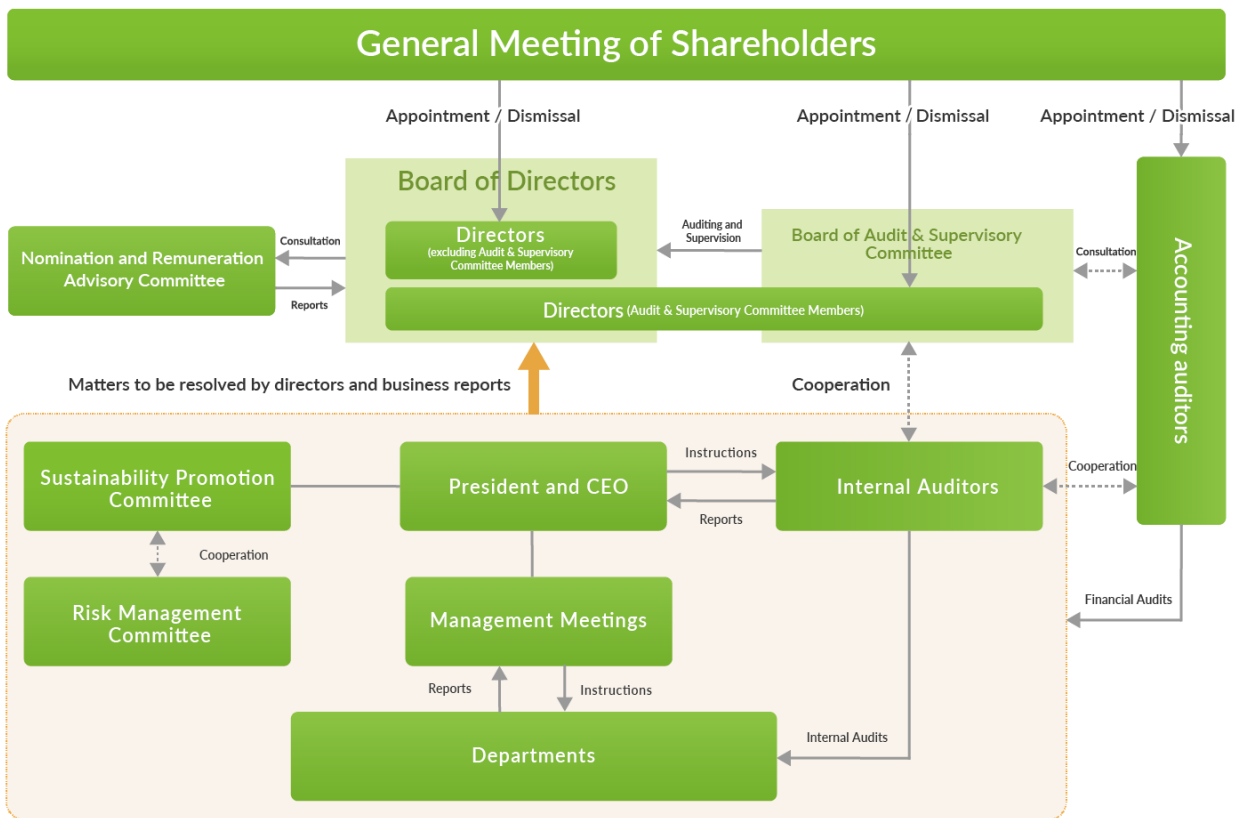 General Meeting of Shareholders
Appointment / Dismissal
Appointment / Dismissal
Appointment / Dismissal
Board of Directors
Directors
(excluding Audit & Supervisory
Committee Members)
Auditing and
Supervision
Board of Audit & Supervisory
Committee
Consultation
Nomination and Remuneration
Advisory Committee
Consultation
Reports
Directors (Audit & Supervisory Committee Members)
Accounting auditors
Matters to be resolved by directors and business reports
Cooperation
Sustainability Promotion
Committee
President and CEO
Instructions
Reports
Internal Auditors
Cooperation
Cooperation
Risk Management
Committee
Management Meetings
Financial Audits
Reports
Instructions
Departments
Internal Audits